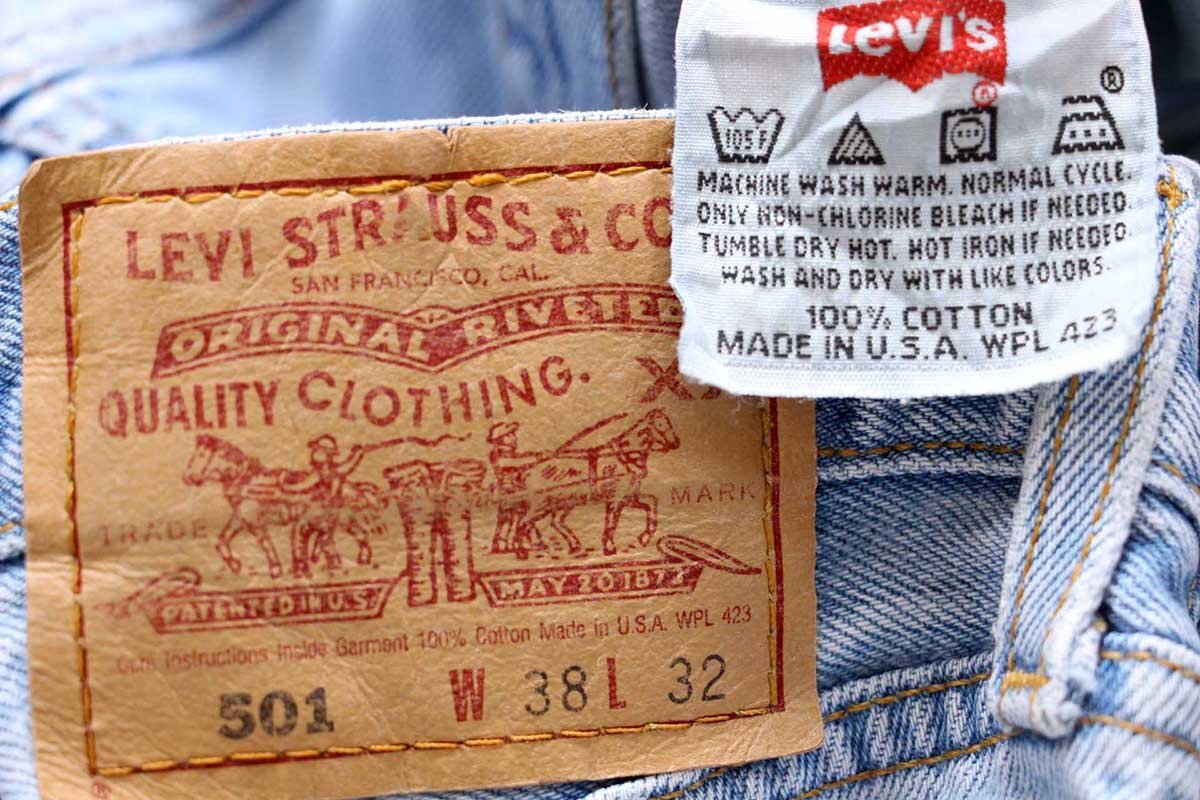 LEVI STRAUSS & CO
SAN FRANCISCO, CAL.
ORIGINAL RIVETED
QUALITY CLOTHING.
TRADE MARK
PATENTED IN U.S.
MAY 20 1873
Care Instructions Inside Garment 100% Cotton Made in U.S.A. WPL 423
501 W 38 L 32
®
Levi's
®
105F
®
MACHINE WASH WARM. NORMAL CYCLE.
ONLY NON-CHLORINE BLEACH IF NEEDED.
TUMBLE DRY HOT. HOT IRON IF NEEDED.
WASH AND DRY WITH LIKE COLORS.
100% COTTON
MADE IN U.S.A. WPL 423